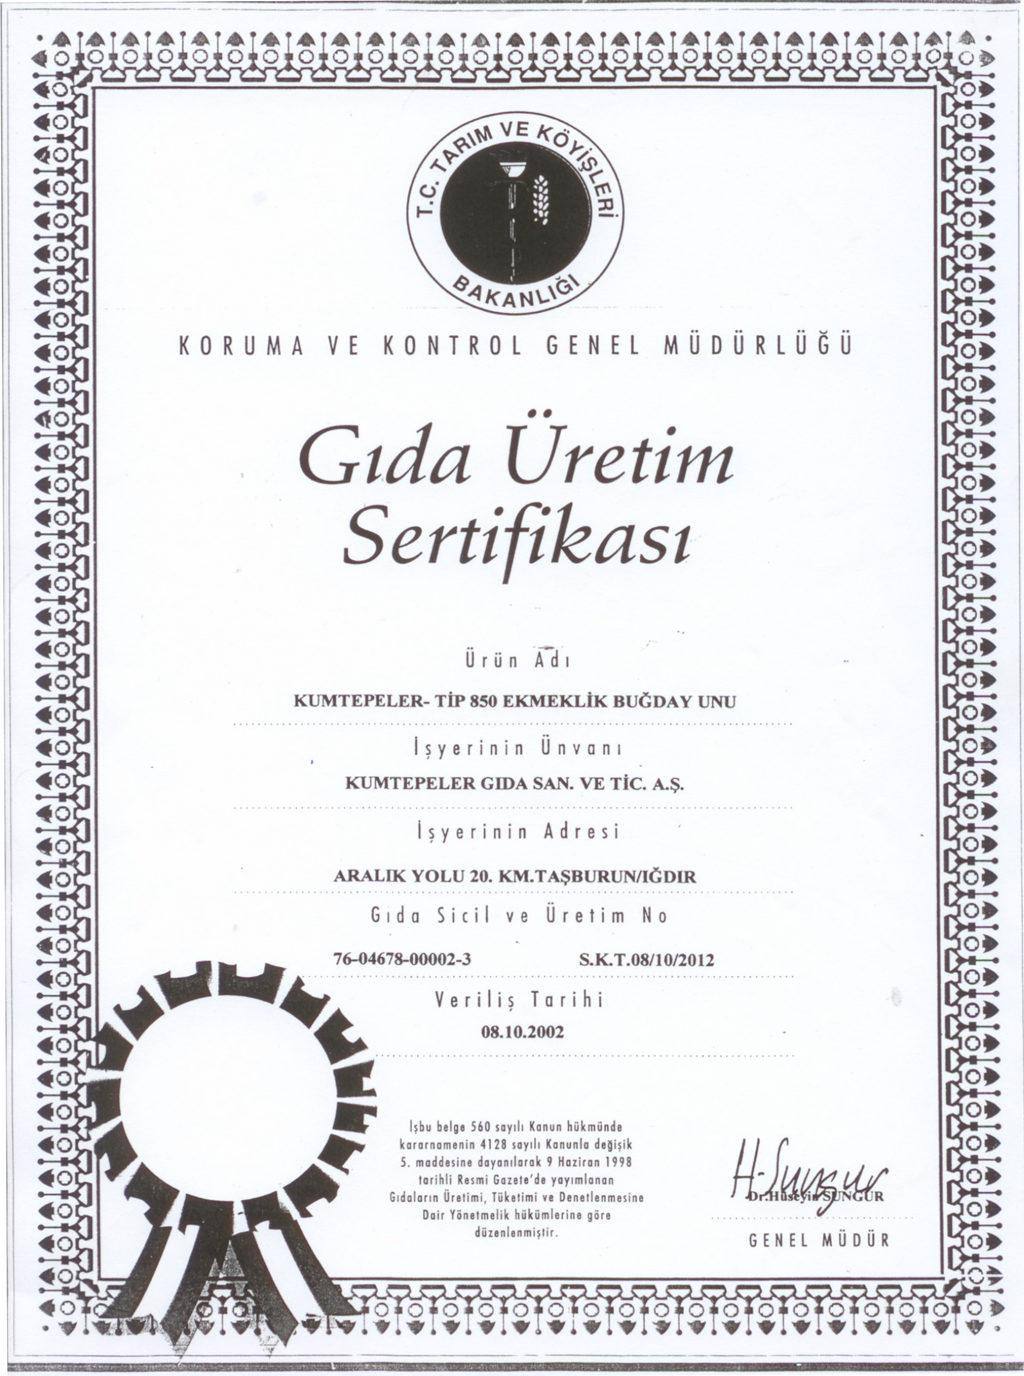 T.C. TARIM VE KÖYİŞLERİ
BAKANLIĞI
KORUMA VE KONTROL GENEL MÜDÜRLÜĞÜ
Gıda Üretim
Sertifikası
Ürün Adı
KUMTEPELER- TİP 850 EKMEKLİK BUĞDAY UNU
İşyerinin Ünvanı
KUMTEPELER GIDA SAN. VE TİC. A.Ş.
İşyerinin Adresi
ARALIK YOLU 20. KM.TAŞBURUN/IĞDIR
Gıda Sicil ve Üretim No
76-04678-00002-3 S.K.T.08/10/2012
Veriliş Tarihi
08.10.2002
İşbu belge 560 sayılı Kanun hükmünde
kararnamenin 4128 sayılı Kanunla değişik
5. maddesine dayanılarak 9 Haziran 1998
tarihli Resmi Gazete'de yayımlanan
Gıdaların Üretimi, Tüketimi ve Denetlenmesine
Dair Yönetmelik hükümlerine göre
düzenlenmiştir.
H-Sungur
Dr.Hüseyin SUNGUR
GENEL MÜDÜR